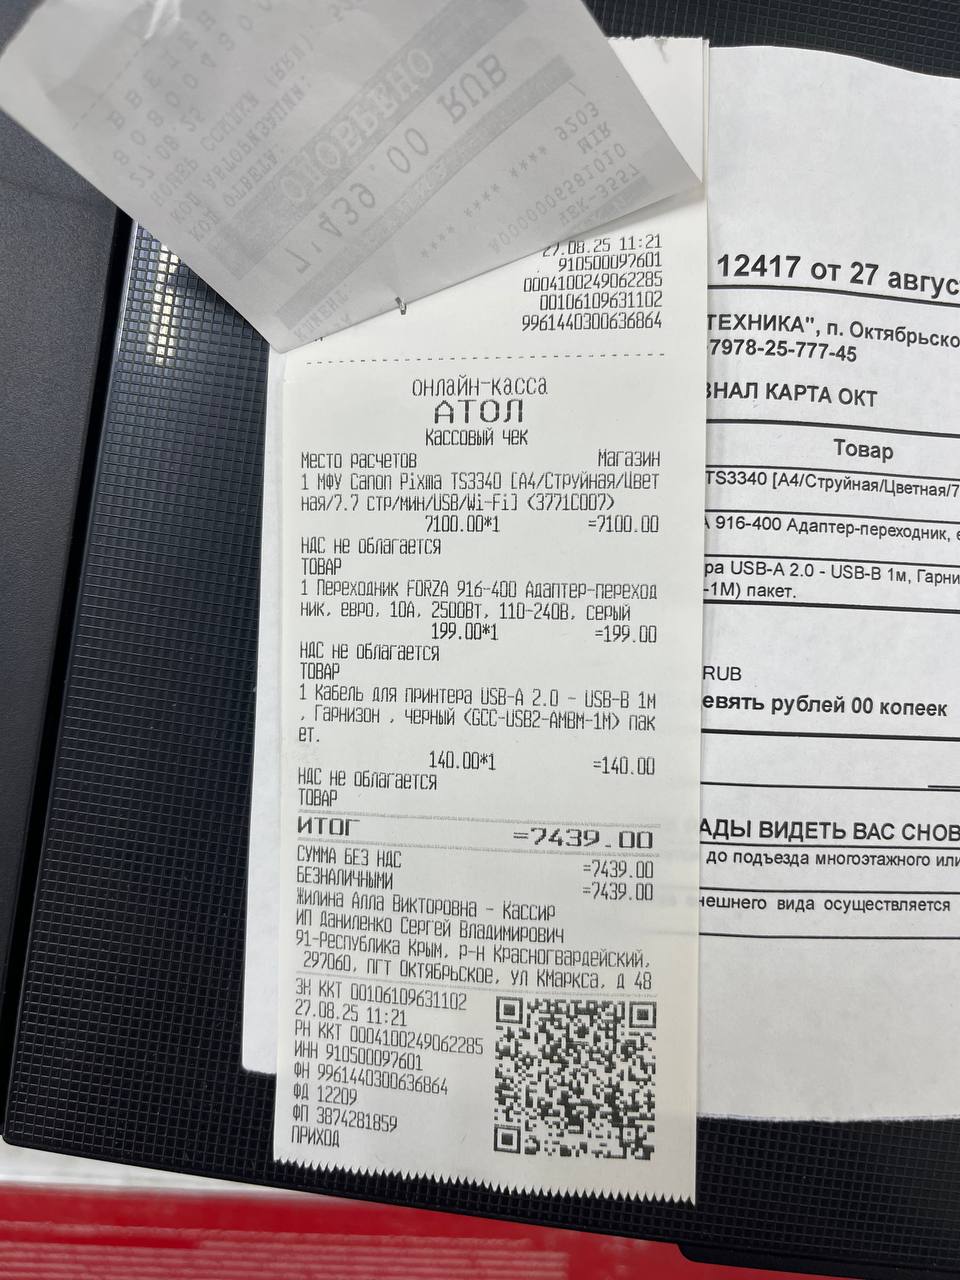 27.08.25 11:21
910500097601
0004100249062285
00106109631102
9961440300636864
ОНЛАЙН-КАССА
АТОЛ
КАССОВЫЙ ЧЕК
МЕСТО РАСЧЕТОВ МАГАЗИН
1 МФУ Canon Pixma TS3340 [A4/Струйная/Цвет
ная/7.7 стр/мин/USB/Wi-Fi] (3771C007)
7100.00*1 =7100.00
НДС НЕ ОБЛАГАЕТСЯ
ТОВАР
1 Переходник FORZA 916-400 Адаптер-переход
ник, евро, 10А, 2500Вт, 110-240В, серый
199.00*1 =199.00
НДС НЕ ОБЛАГАЕТСЯ
ТОВАР
1 Кабель для принтера USB-A 2.0 - USB-B 1м
, Гарнизон , черный (GCC-USB2-AMBM-1M) пак
ет.
140.00*1 =140.00
НДС НЕ ОБЛАГАЕТСЯ
ТОВАР
ИТОГ =7439.00
СУММА БЕЗ НДС =7439.00
БЕЗНАЛИЧНЫМИ =7439.00
Жилина Алла Викторовна - Кассир
ИП Даниленко Сергей Владимирович
91-Республика Крым, р-н Красногвардейский,
297060, пгт Октябрьское, ул КМаркса, д 48
ЗН ККТ 00106109631102
27.08.25 11:21
РН ККТ 0004100249062285
ИНН 910500097601
ФН 9961440300636864
ФД 12209
ФП 3874281859
ПРИХОД
12417 от 27 авгус
ТЕХНИКА", п. Октябрьско
7978-25-777-45
ЗНАЛ КАРТА ОКТ
Товар
TS3340 [A4/Струйная/Цветная/7
916-400 Адаптер-переходник, е
ра USB-A 2.0 - USB-B 1м, Гарни
-1M) пакет.
RUB
евять рублей 00 копеек
АДЫ ВИДЕТЬ ВАС СНОВ
до подъезда многоэтажного или
нешнего вида осуществляется